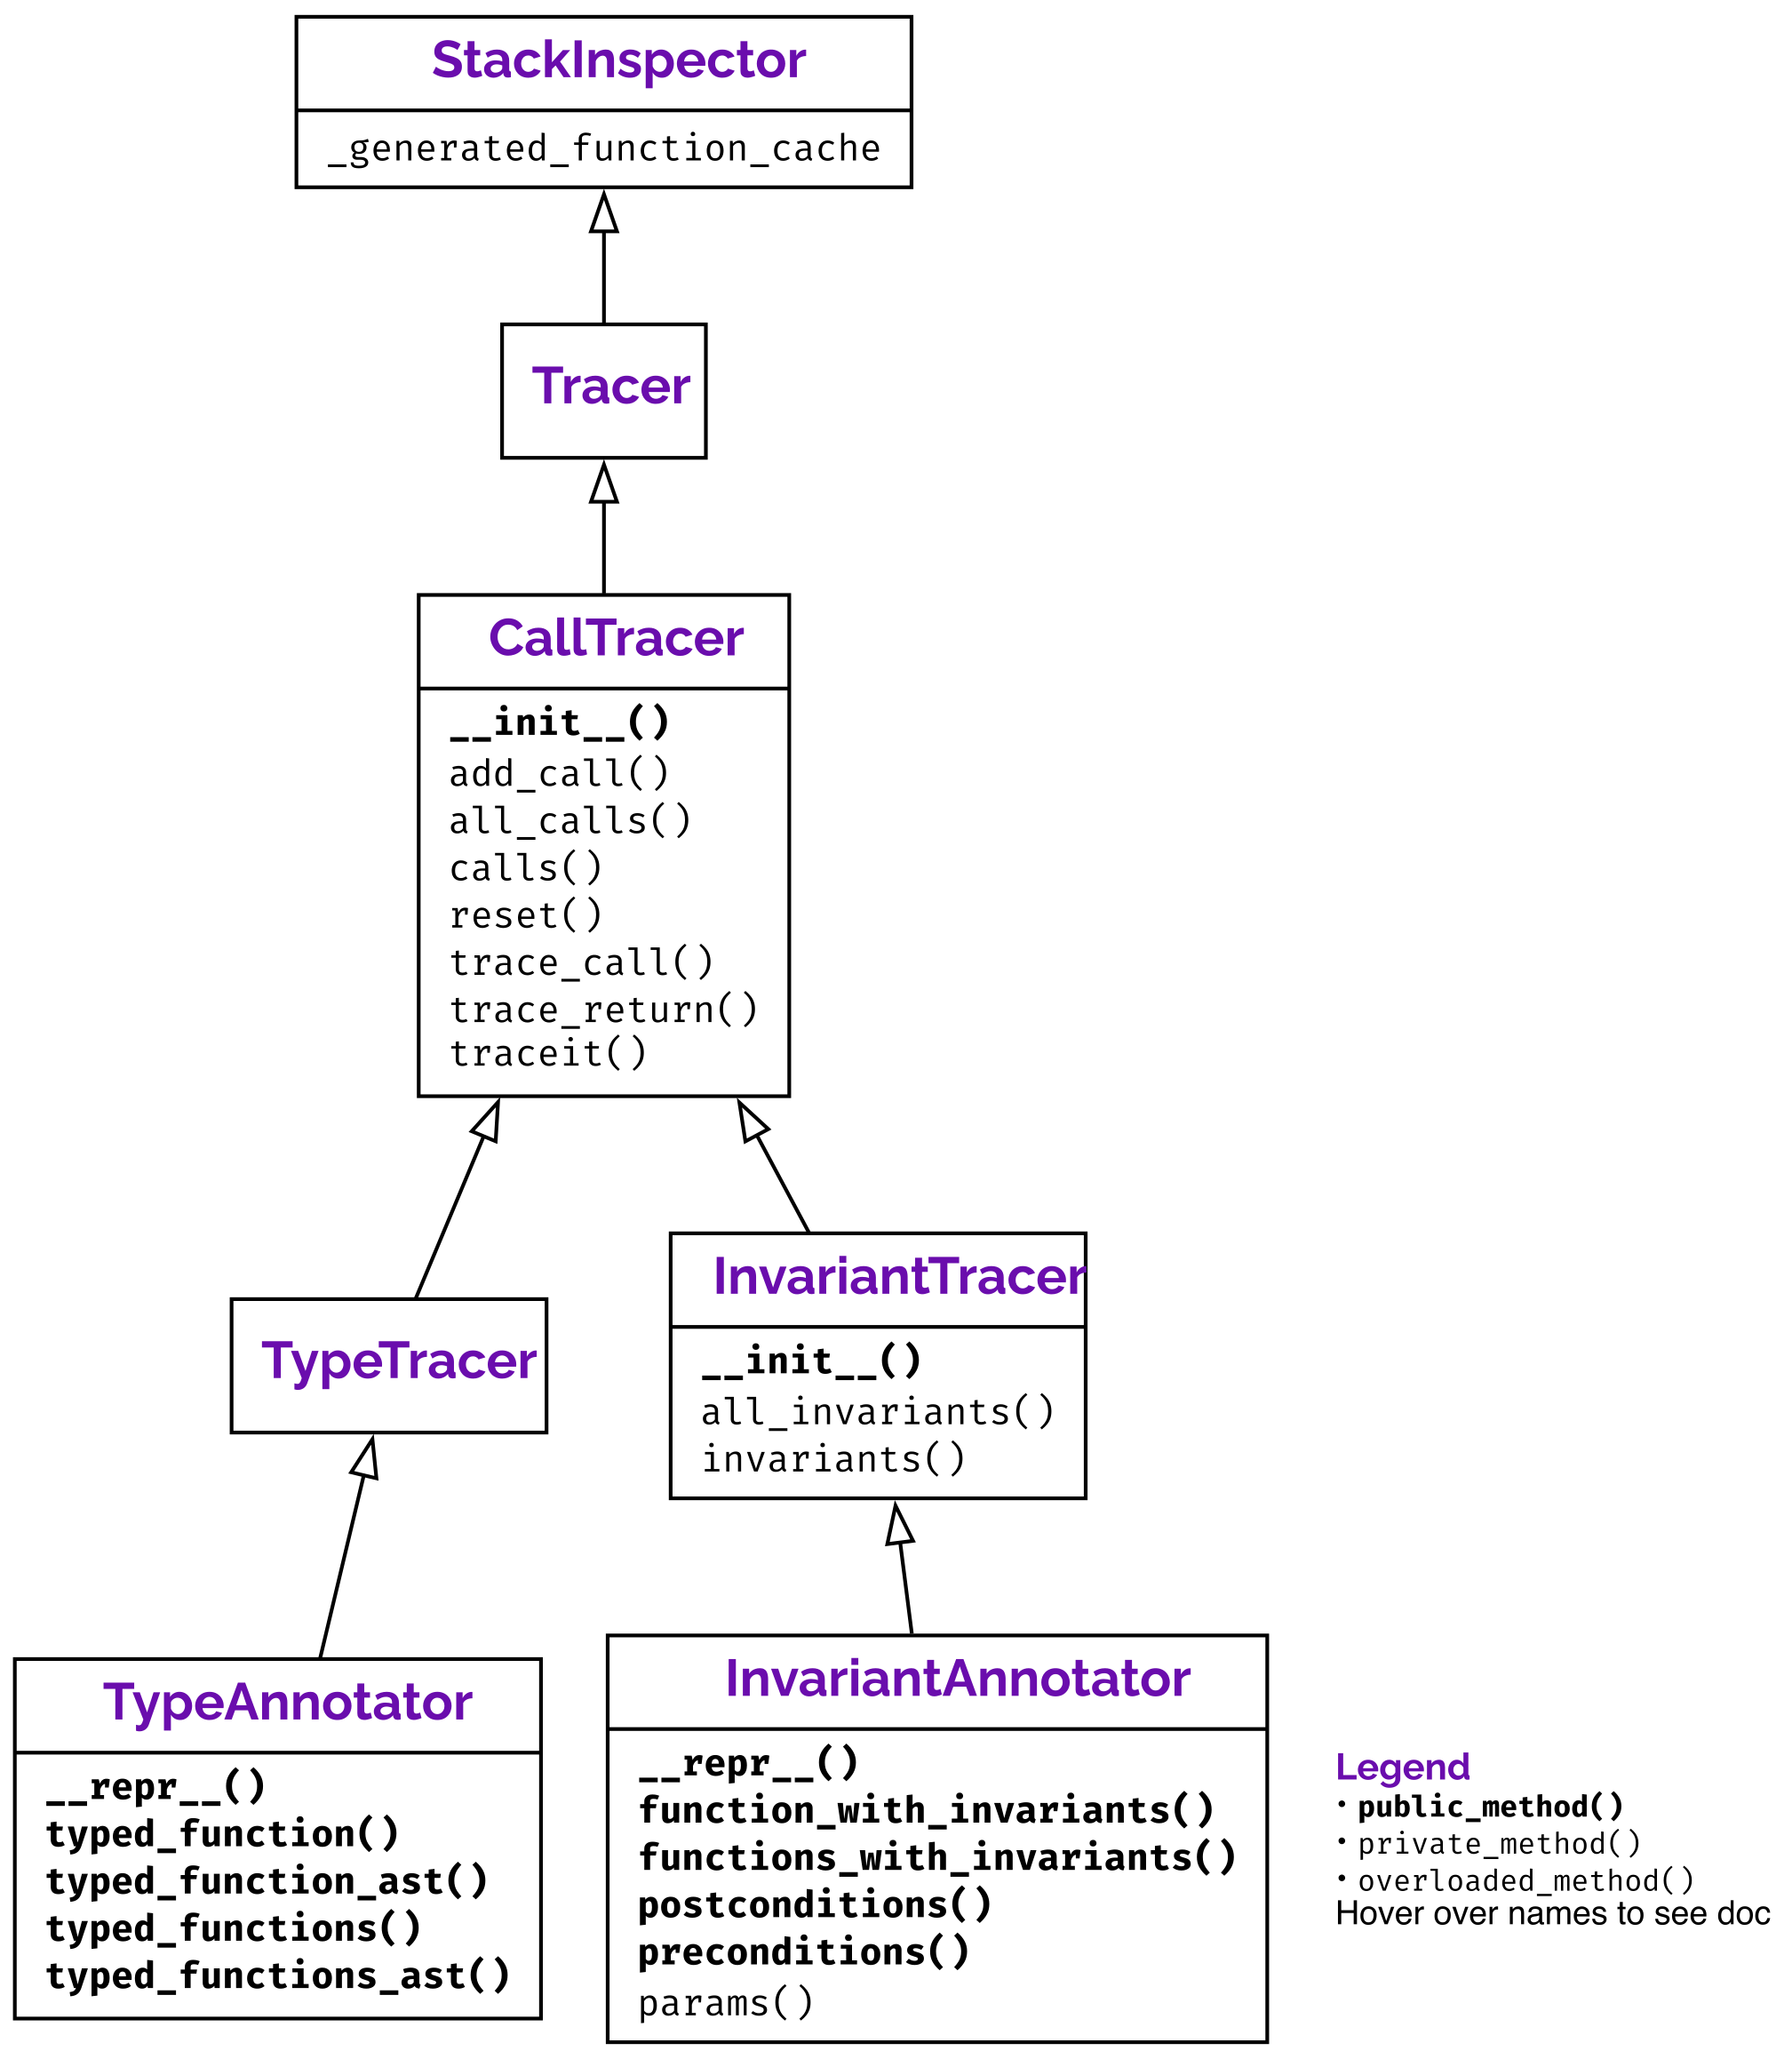 StackInspector
_generated_function_cache
Tracer
CallTracer
__init__()
add_call()
all_calls()
calls()
reset()
trace_call()
trace_return()
traceit()
TypeTracer
InvariantTracer
__init__()
all_invariants()
invariants()
TypeAnnotator
__repr__()
typed_function()
typed_function_ast()
typed_functions()
typed_functions_ast()
InvariantAnnotator
__repr__()
function_with_invariants()
functions_with_invariants()
postconditions()
preconditions()
params()
Legend
• public_method()
• private_method()
• overloaded_method()
Hover over names to see doc